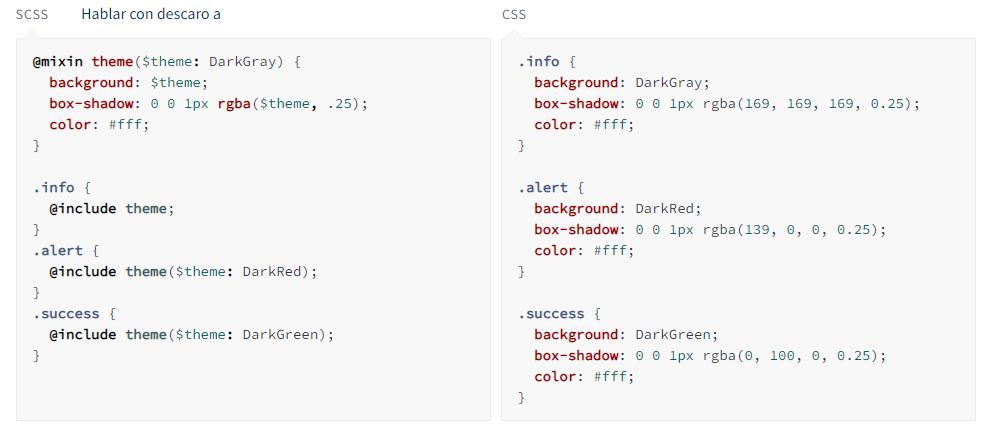 SCSS    Hablar con descaro a
@mixin theme($theme: DarkGray) {
  background: $theme;
  box-shadow: 0 0 1px rgba($theme, .25);
  color: #fff;
}

.info {
  @include theme;
}
.alert {
  @include theme($theme: DarkRed);
}
.success {
  @include theme($theme: DarkGreen);
}
CSS
.info {
  background: DarkGray;
  box-shadow: 0 0 1px rgba(169, 169, 169, 0.25);
  color: #fff;
}

.alert {
  background: DarkRed;
  box-shadow: 0 0 1px rgba(139, 0, 0, 0.25);
  color: #fff;
}

.success {
  background: DarkGreen;
  box-shadow: 0 0 1px rgba(0, 100, 0, 0.25);
  color: #fff;
}